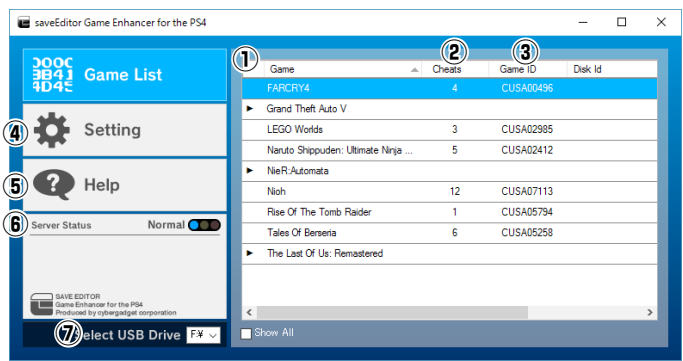 saveEditor Game Enhancer for the PS4
① Game ② Cheats ③ Game ID Disk Id
Game List
FARCRY4 4 CUSA00496
Grand Theft Auto V
④ Setting
LEGO Worlds 3 CUSA02985
Naruto Shippuden: Ultimate Ninja ... 5 CUSA02412
NieR:Automata
⑤ Help
Nioh 12 CUSA07113
Rise Of The Tomb Raider 1 CUSA05794
⑥ Server Status Normal
Tales Of Berseria 6 CUSA05258
The Last Of Us: Remastered
SAVE EDITOR
Game Enhancer for the PS4
Produced by cybergadget corporation
⑦ Select USB Drive F:¥
Show All